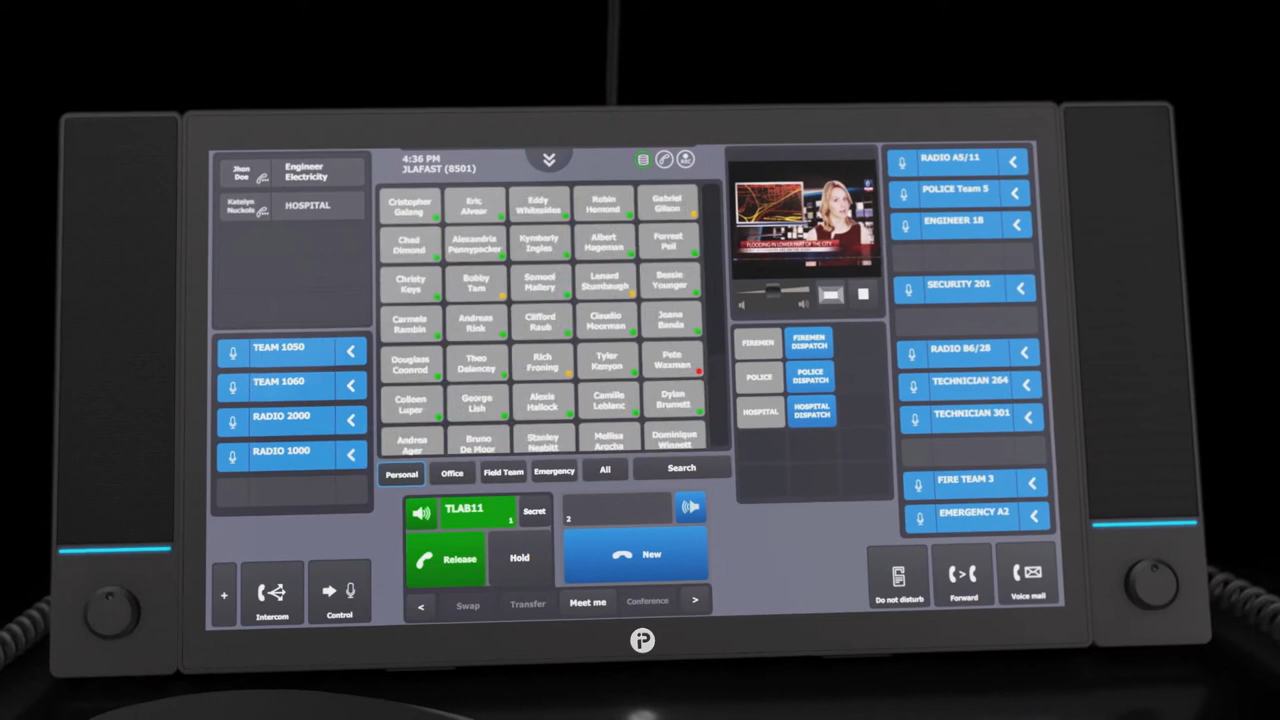 Jhon
Doe
Engineer
Electricity
Katelyn
Nuckols
HOSPITAL
TEAM 1050
TEAM 1060
RADIO 2000
RADIO 1000
+
Intercom
Control
4:36 PM
JLAFAST (8501)
Cristopher
Galang
Eric
Alvear
Eddy
Whitesides
Robin
Hemond
Gabriel
Gilson
Chad
Dimond
Alexandria
Pennypacker
Kymberly
Ingles
Albert
Hageman
Forrest
Peil
Christy
Keys
Bobby
Tam
Samuel
Mallery
Lenard
Stumbaugh
Bessie
Younger
Carmela
Rambin
Andreas
Rink
Clifford
Raub
Claudio
Moorman
Joana
Banda
Douglass
Coonrod
Theo
Delancey
Rich
Froning
Tyler
Kenyon
Pete
Waxman
Colleen
Luper
George
Lish
Alexia
Hallock
Camille
Leblanc
Dylan
Brumett
Andrea
Ager
Bruno
De Moor
Stanley
Nesbitt
Mellisa
Arocha
Dominique
Winnett
Personal
Office
Field Team
Emergency
All
Search
TLAB11
1
Secret
2
Release
Hold
New
<
Swap
Transfer
Meet me
Conference
>
FLOODING IN LOWER PART OF THE CITY
FIREMEN
FIREMEN
DISPATCH
POLICE
POLICE
DISPATCH
HOSPITAL
HOSPITAL
DISPATCH
RADIO A5/11
POLICE Team 5
ENGINEER 18
SECURITY 201
RADIO B6/28
TECHNICIAN 264
TECHNICIAN 301
FIRE TEAM 3
EMERGENCY A2
Do not disturb
Forward
Voice mail
iP